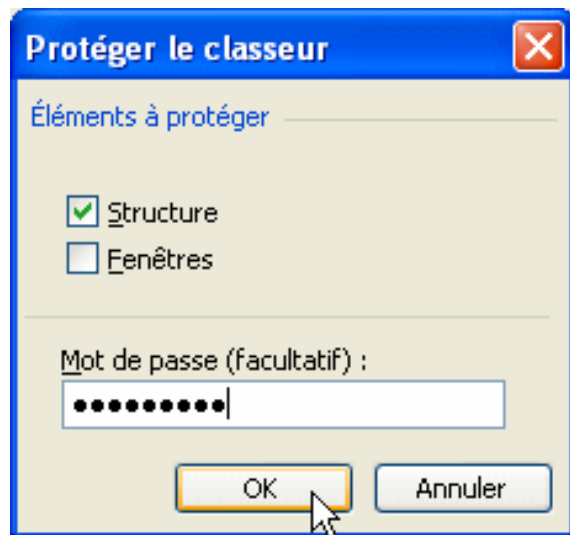 Protéger le classeur
Éléments à protéger
Structure
Fenêtres
Mot de passe (facultatif) :
●●●●●●●●●
OK
Annuler